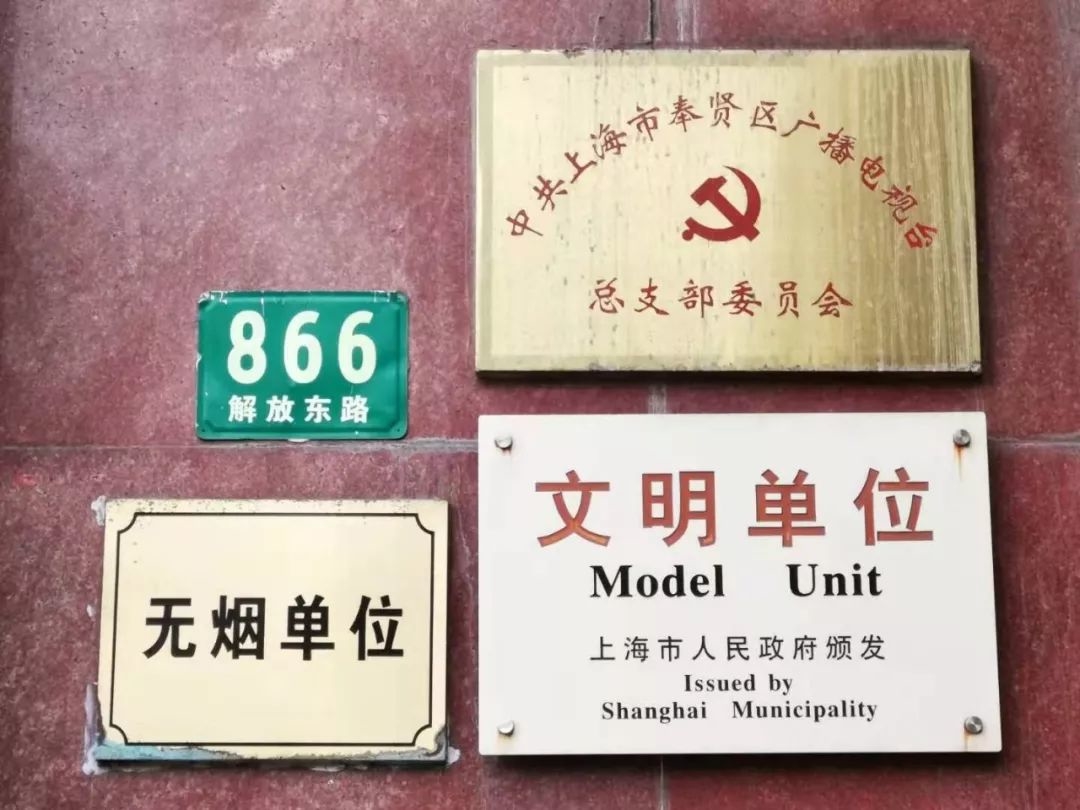 中共上海市奉贤区广播电视台
总支部委员会
866
解放东路
文明单位
Model Unit
上海市人民政府颁发
Issued by
Shanghai Municipality
无烟单位